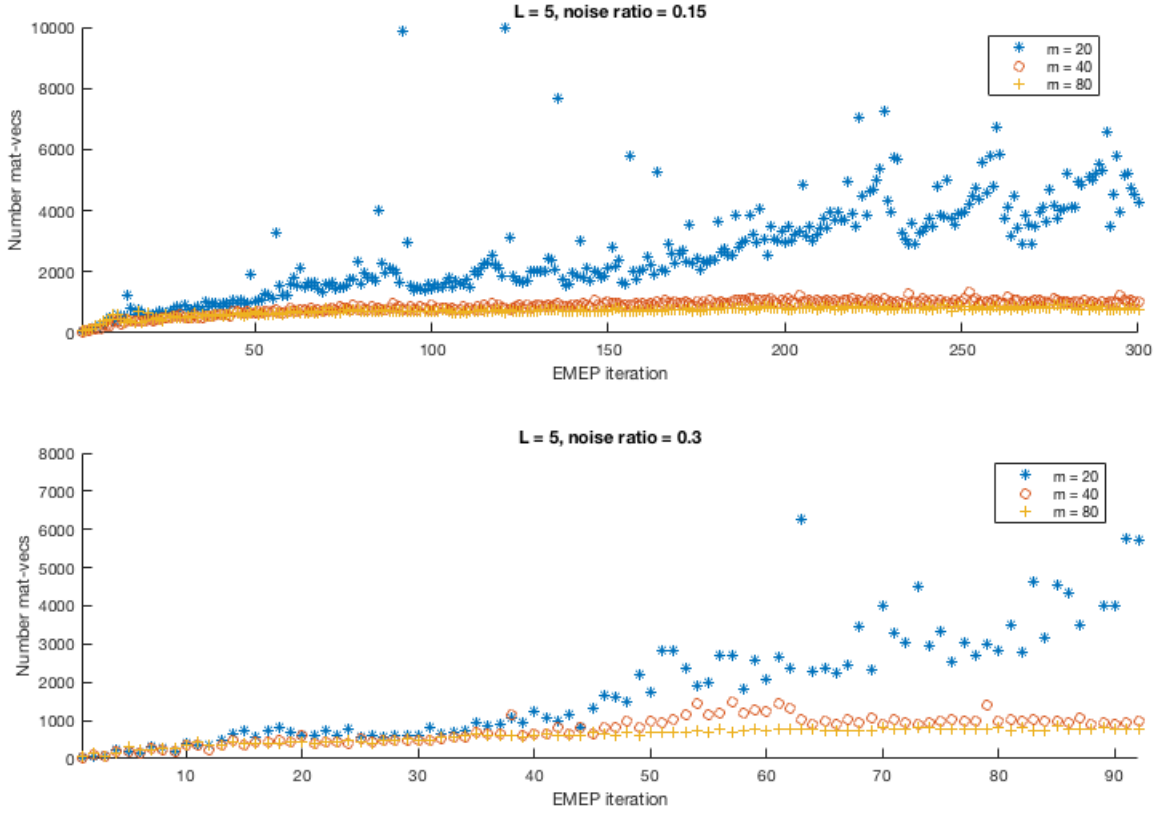 L = 5, noise ratio = 0.15
10000
8000
6000
4000
2000
0
Number mat-vecs
m = 20
m = 40
m = 80
50
100
150
200
250
300
EMEP iteration
L = 5, noise ratio = 0.3
8000
7000
6000
5000
4000
3000
2000
1000
0
Number mat-vecs
m = 20
m = 40
m = 80
10
20
30
40
50
60
70
80
90
EMEP iteration